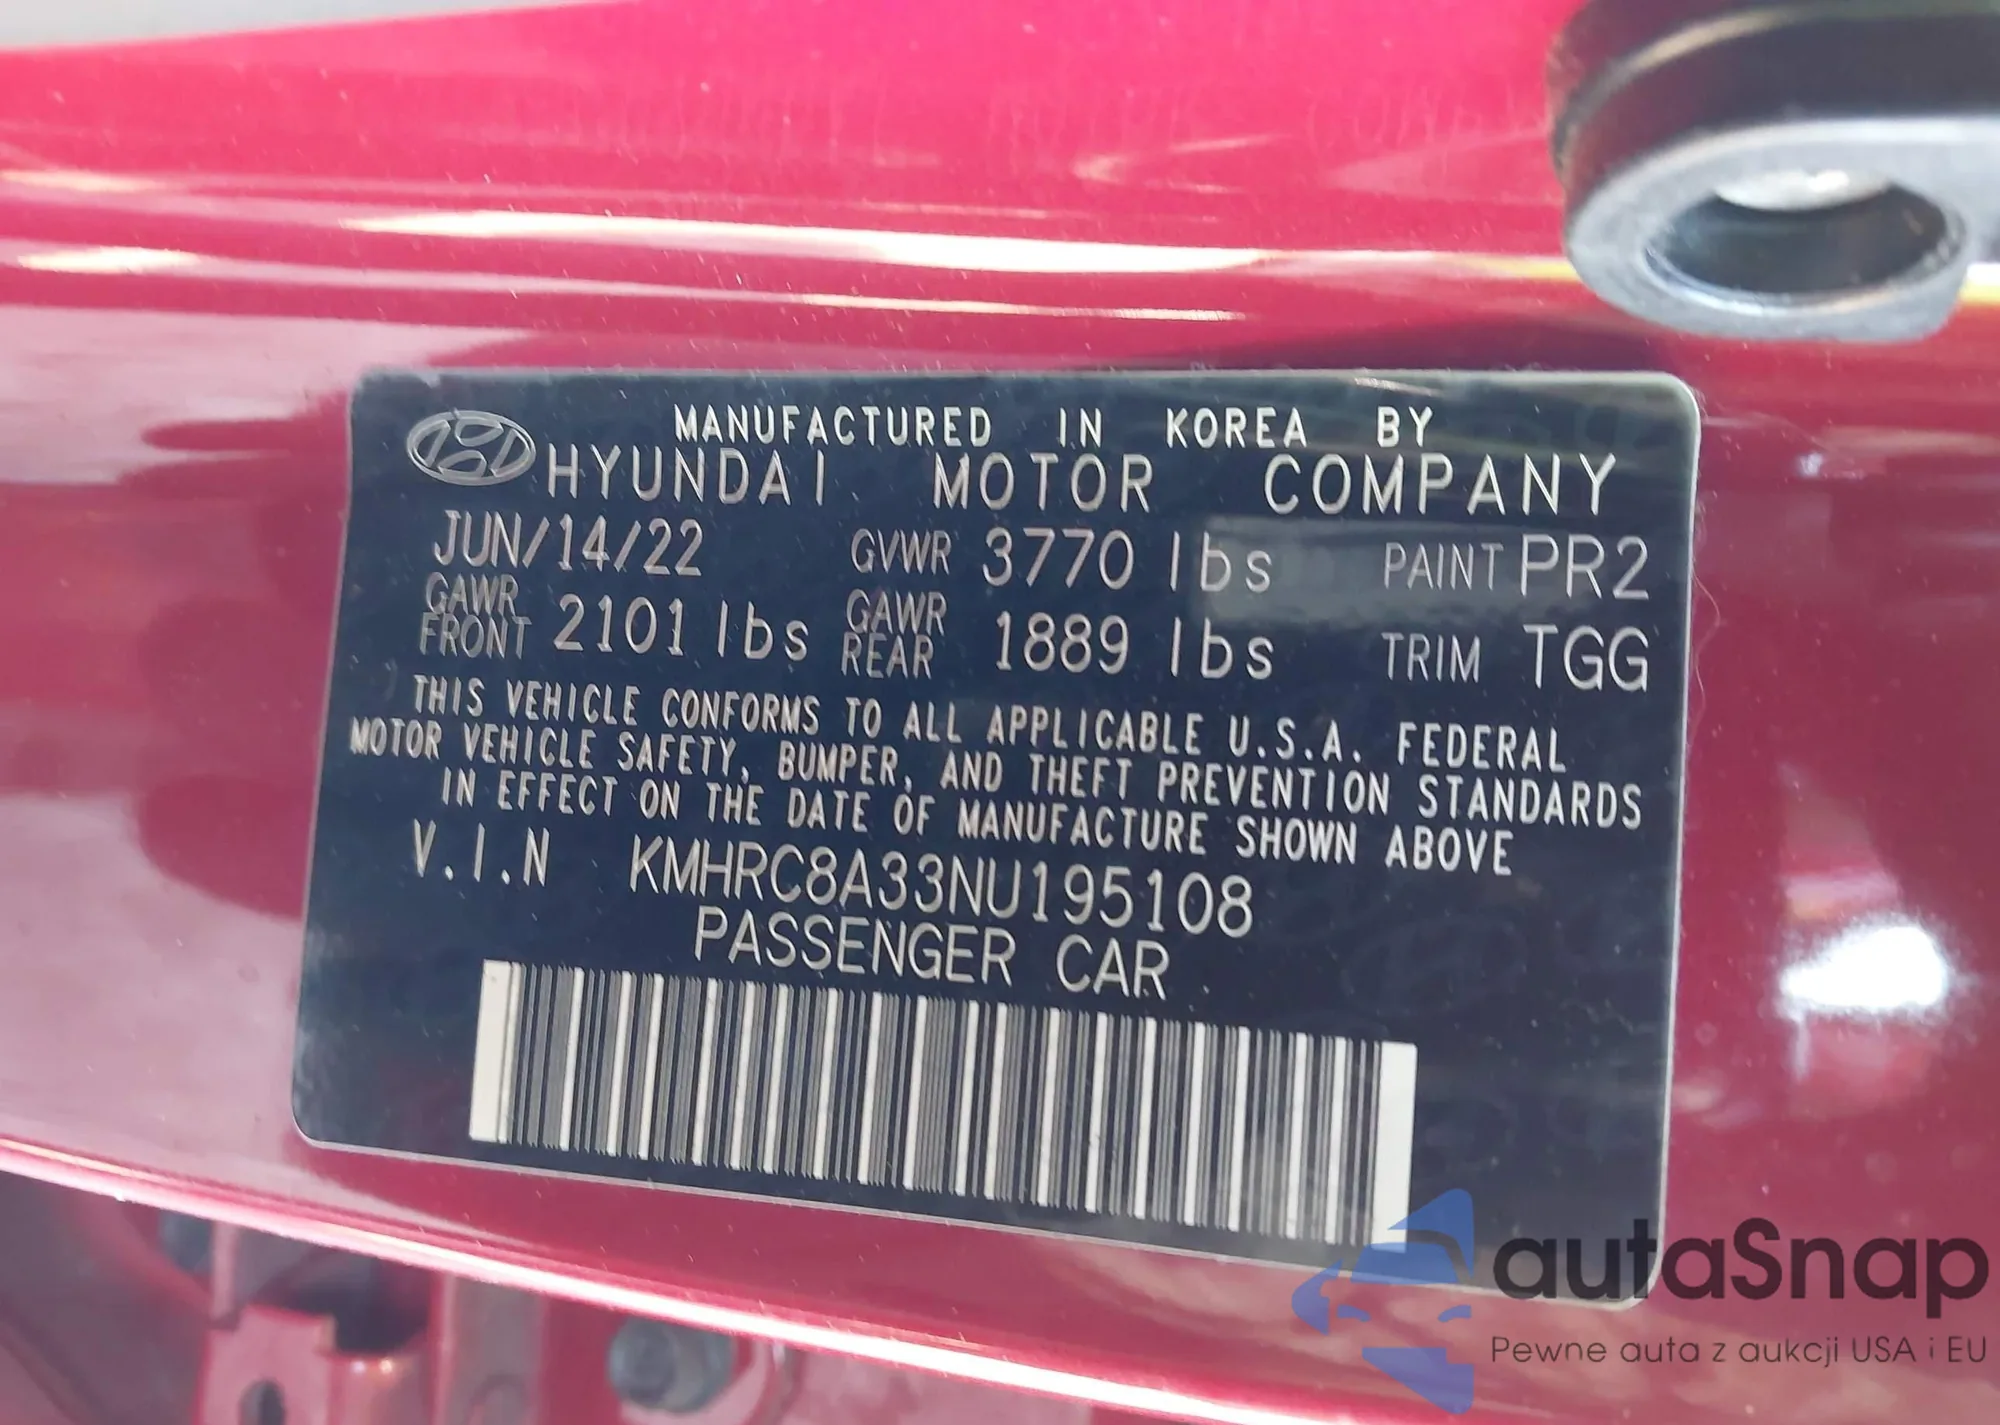 MANUFACTURED IN KOREA BY
HYUNDAI MOTOR COMPANY
JUN/14/22 GVWR 3770 lbs PAINT PR2
GAWR FRONT 2101 lbs GAWR REAR 1889 lbs TRIM TGG
THIS VEHICLE CONFORMS TO ALL APPLICABLE U.S.A. FEDERAL
MOTOR VEHICLE SAFETY, BUMPER, AND THEFT PREVENTION STANDARDS
IN EFFECT ON THE DATE OF MANUFACTURE SHOWN ABOVE
V.I.N KMHRC8A33NU195108
PASSENGER CAR
autaSnap
Pewne auta z aukcji USA i EU